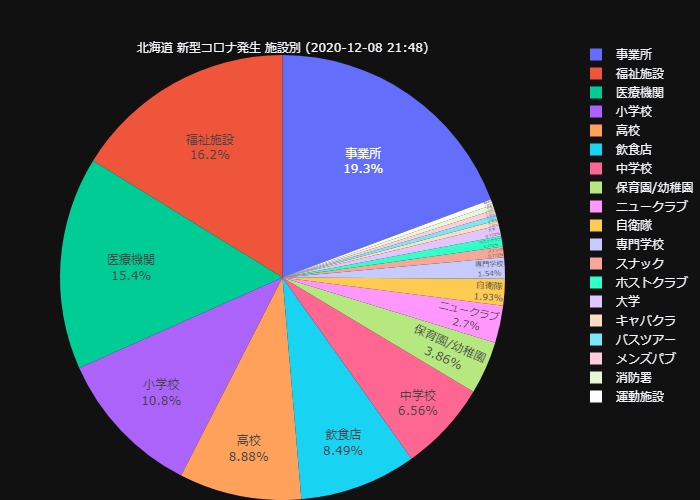 北海道 新型コロナ発生 施設別 (2020-12-08 21:48)
事業所
19.3%
福祉施設
16.2%
医療機関
15.4%
小学校
10.8%
高校
8.88%
飲食店
8.49%
中学校
6.56%
保育園/幼稚園
3.86%
ニュークラブ
2.7%
自衛隊
1.93%
専門学校
1.54%
事業所
福祉施設
医療機関
小学校
高校
飲食店
中学校
保育園/幼稚園
ニュークラブ
自衛隊
専門学校
スナック
ホストクラブ
大学
キャバクラ
バスツアー
メンズパブ
消防署
運動施設